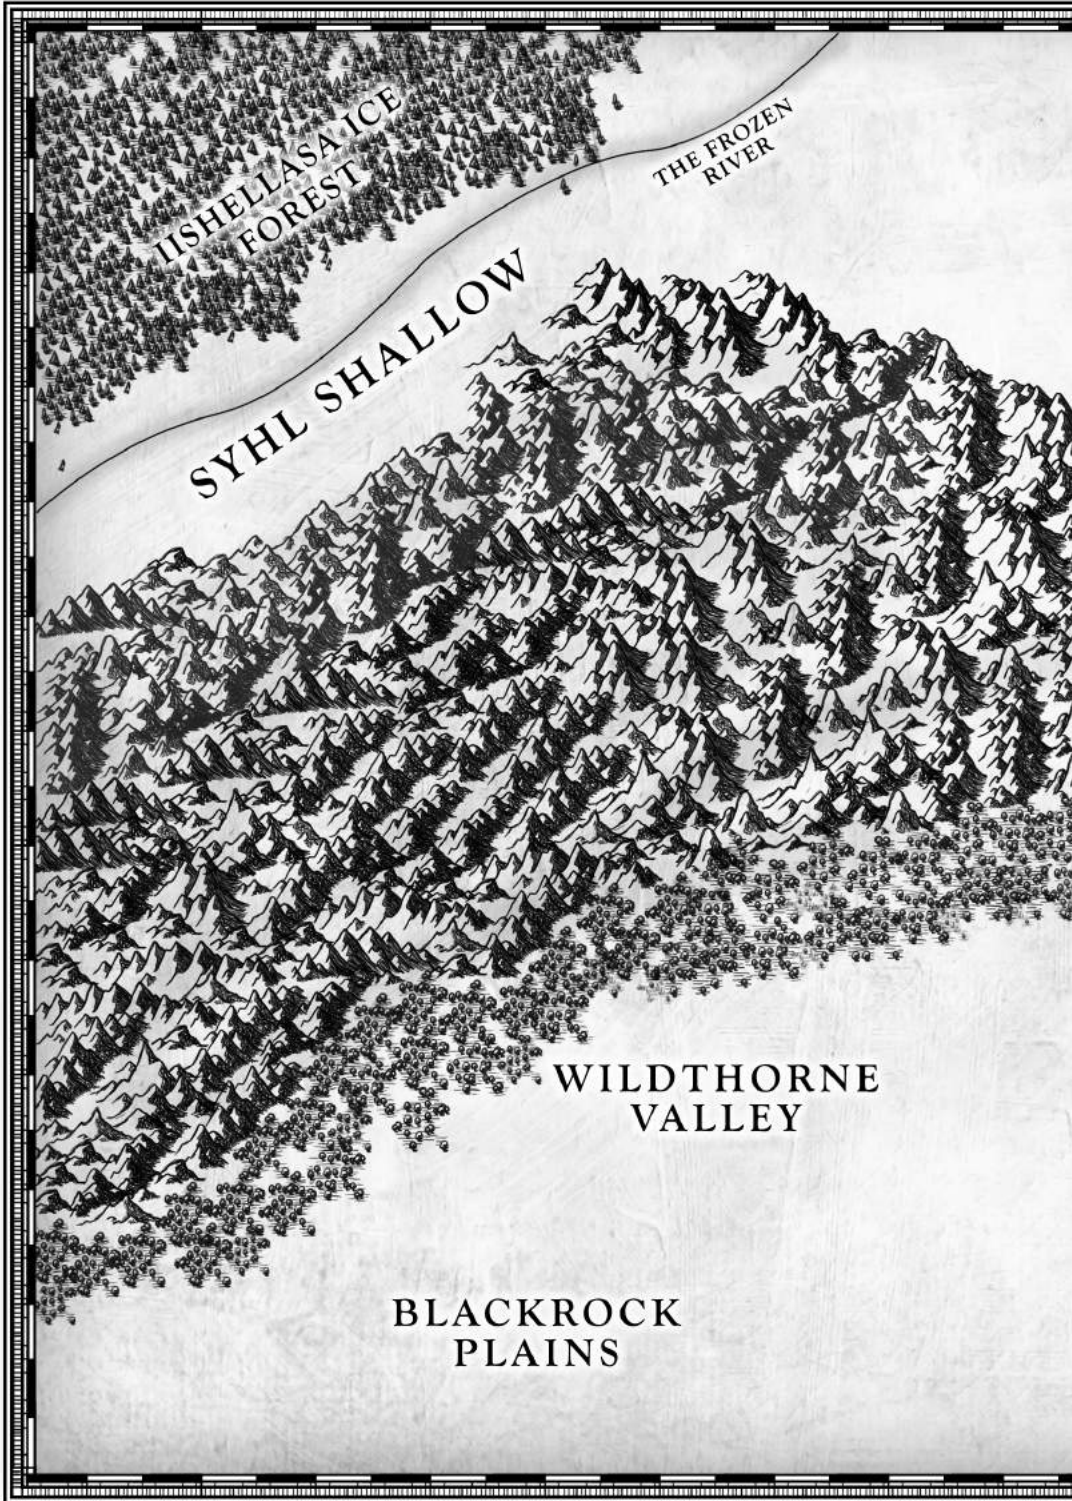 IISHELLASA ICE
FOREST
THE FROZEN
RIVER
SYHL SHALLOW
WILDTHORNE
VALLEY
BLACKROCK
PLAINS